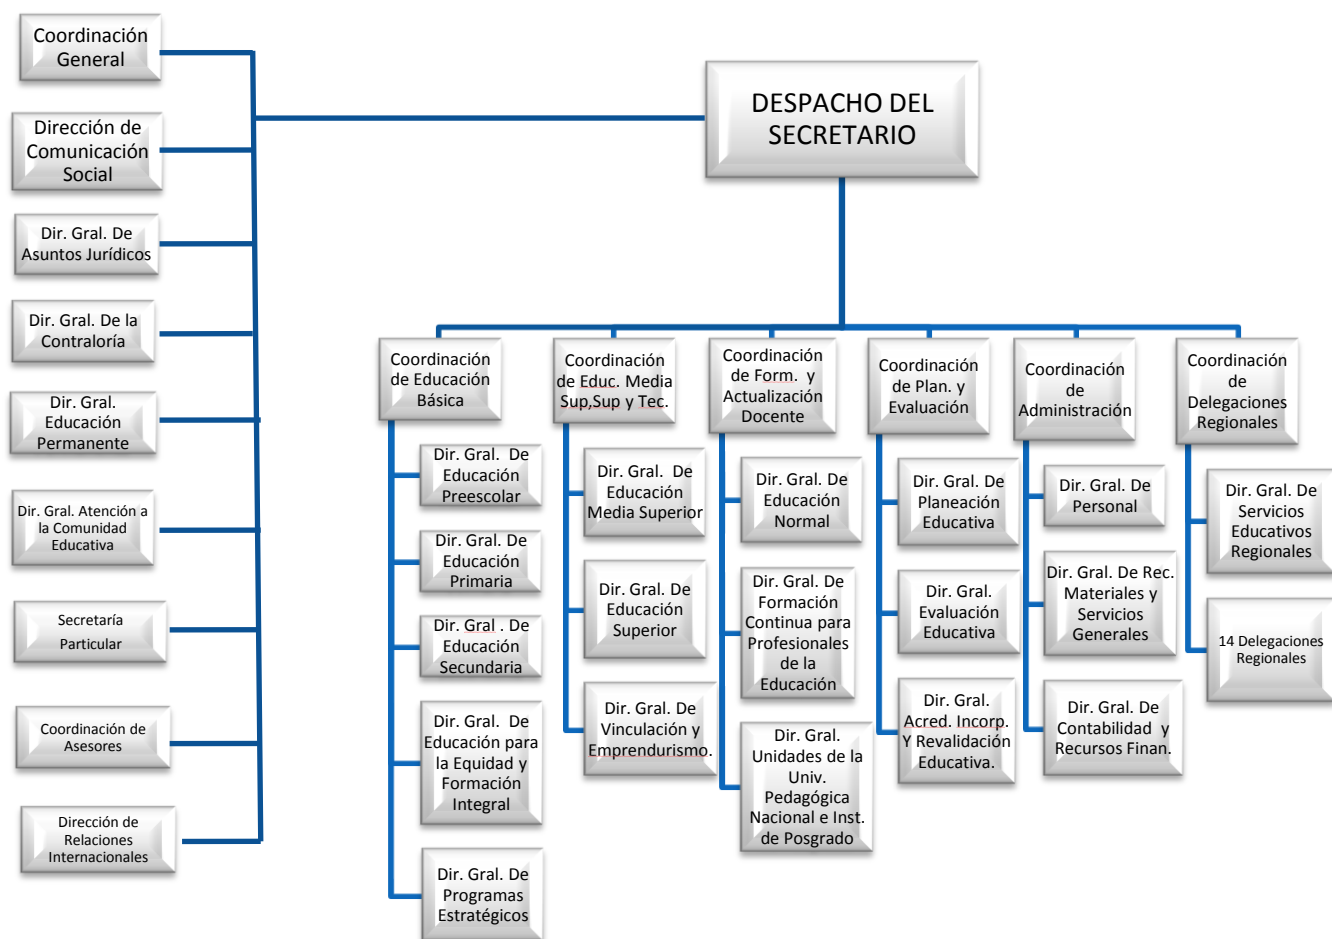 Coordinación
General
Dirección de
Comunicación
Social
Dir. Gral. De
Asuntos Jurídicos
Dir. Gral. De la
Contraloría
Dir. Gral.
Educación
Permanente
Dir. Gral. Atención a
la Comunidad
Educativa
Secretaría
Particular
Coordinación de
Asesores
Dirección de
Relaciones
Internacionales
DESPACHO DEL
SECRETARIO
Coordinación
de Educación
Básica
Dir. Gral. De
Educación
Preescolar
Dir. Gral. De
Educación
Primaria
Dir. Gral . De
Educación
Secundaria
Dir. Gral. De
Educación para
la Equidad y
Formación
Integral
Dir. Gral. De
Programas
Estratégicos
Coordinación
de Educ. Media
Sup,Sup y Tec.
Dir. Gral. De
Educación
Media Superior
Dir. Gral. De
Educación
Superior
Dir. Gral. De
Vinculación y
Emprendurismo.
Coordinación
de Form. y
Actualización
Docente
Dir. Gral. De
Educación
Normal
Dir. Gral. De
Formación
Continua para
Profesionales
de la
Educación
Dir. Gral.
Unidades de la
Univ.
Pedagógica
Nacional e Inst.
de Posgrado
Coordinación
de Plan. y
Evaluación
Dir. Gral. De
Planeación
Educativa
Dir. Gral.
Evaluación
Educativa
Dir. Gral.
Acred. Incorp.
Y Revalidación
Educativa.
Coordinación
de
Administración
Dir. Gral. De
Personal
Dir. Gral. De Rec.
Materiales y
Servicios
Generales
Dir. Gral. De
Contabilidad y
Recursos Finan.
Coordinación
de
Delegaciones
Regionales
Dir. Gral. De
Servicios
Educativos
Regionales
14 Delegaciones
Regionales